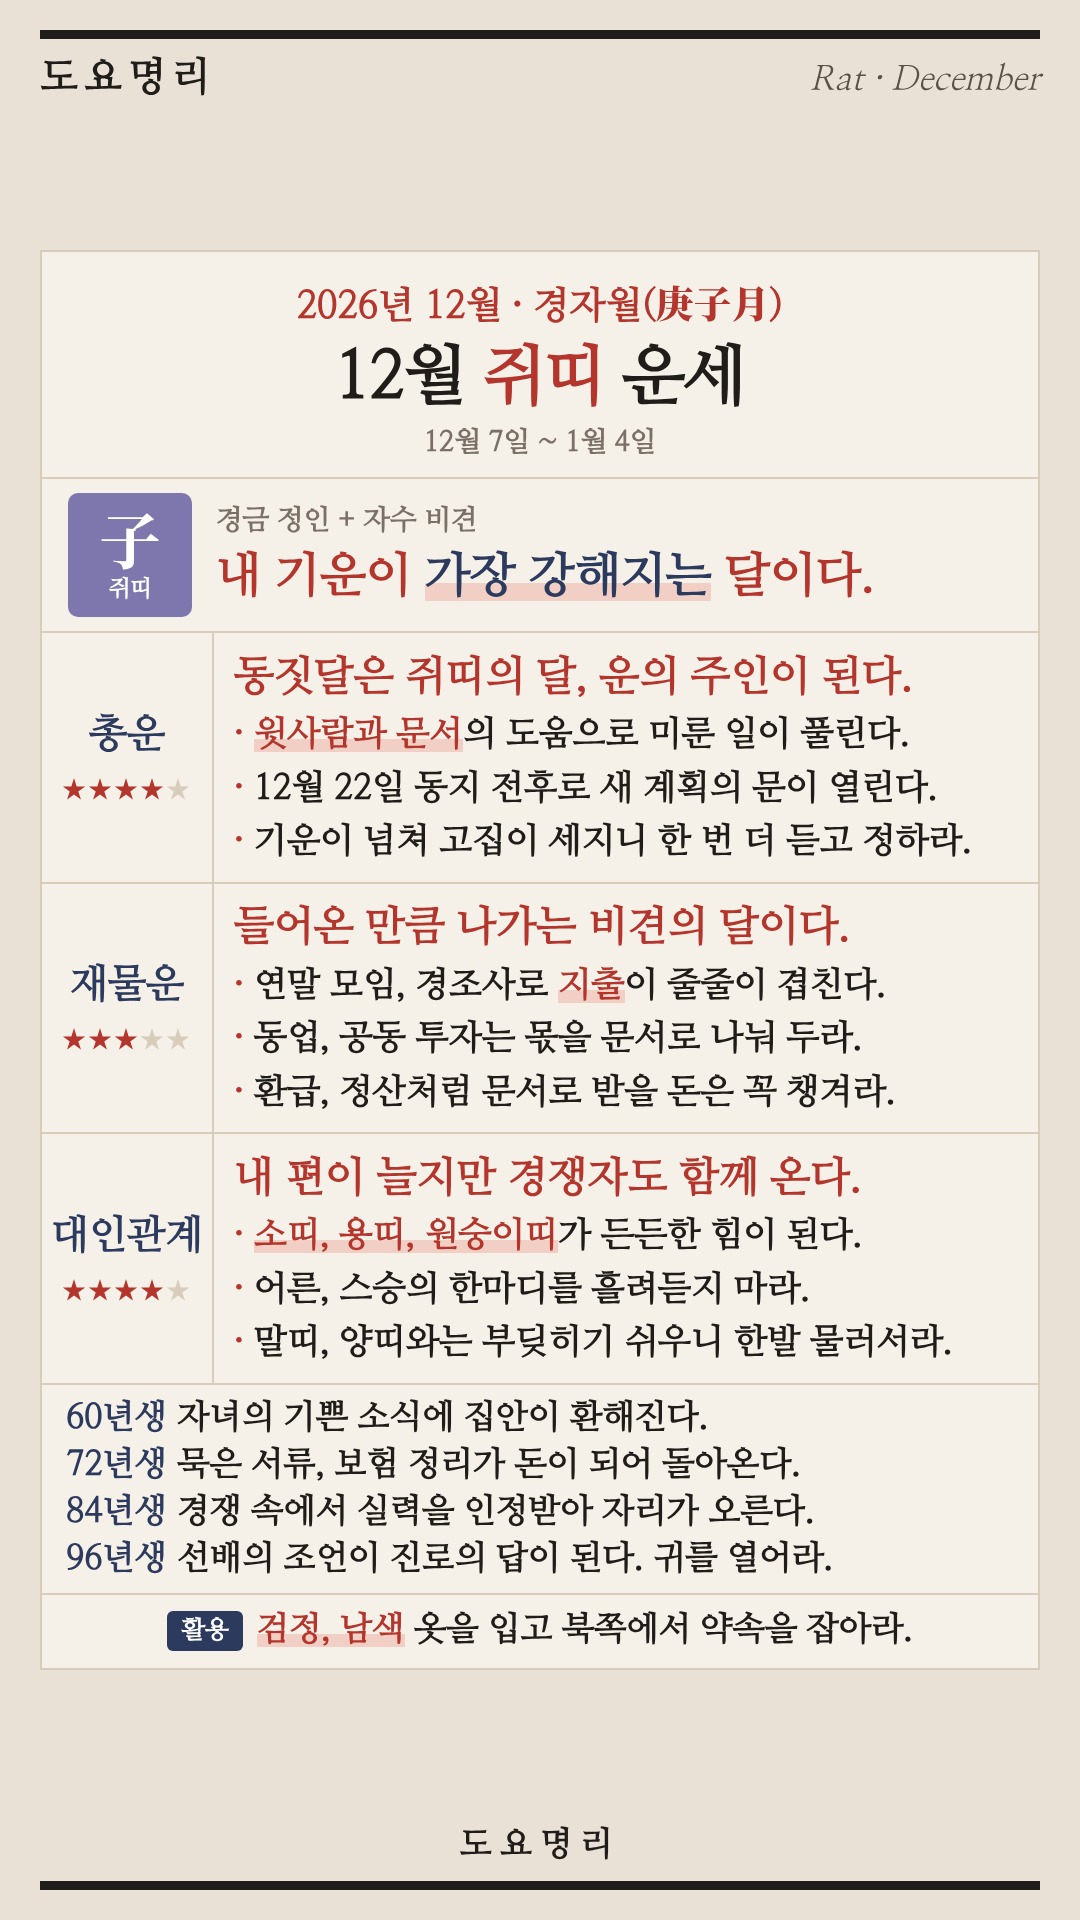 도요명리
Rat · December
2026년 12월 · 경자월(庚子月)
12월 쥐띠 운세
12월 7일 ~ 1월 4일
子
쥐띠
경금 정인 + 자수 비견
내 기운이 가장 강해지는 달이다.
총운
★★★★★
동짓달은 쥐띠의 달, 운의 주인이 된다.
· 윗사람과 문서의 도움으로 미룬 일이 풀린다.
· 12월 22일 동지 전후로 새 계획의 문이 열린다.
· 기운이 넘쳐 고집이 세지니 한 번 더 듣고 정하라.
재물운
★★★★★
들어온 만큼 나가는 비견의 달이다.
· 연말 모임, 경조사로 지출이 줄줄이 겹친다.
· 동업, 공동 투자는 몫을 문서로 나눠 두라.
· 환급, 정산처럼 문서로 받을 돈은 꼭 챙겨라.
대인관계
★★★★★
내 편이 늘지만 경쟁자도 함께 온다.
· 소띠, 용띠, 원숭이띠가 든든한 힘이 된다.
· 어른, 스승의 한마디를 흘려듣지 마라.
· 말띠, 양띠와는 부딪히기 쉬우니 한발 물러서라.
60년생 자녀의 기쁜 소식에 집안이 환해진다.
72년생 묵은 서류, 보험 정리가 돈이 되어 돌아온다.
84년생 경쟁 속에서 실력을 인정받아 자리가 오른다.
96년생 선배의 조언이 진로의 답이 된다. 귀를 열어라.
활용 검정, 남색 옷을 입고 북쪽에서 약속을 잡아라.
도요명리